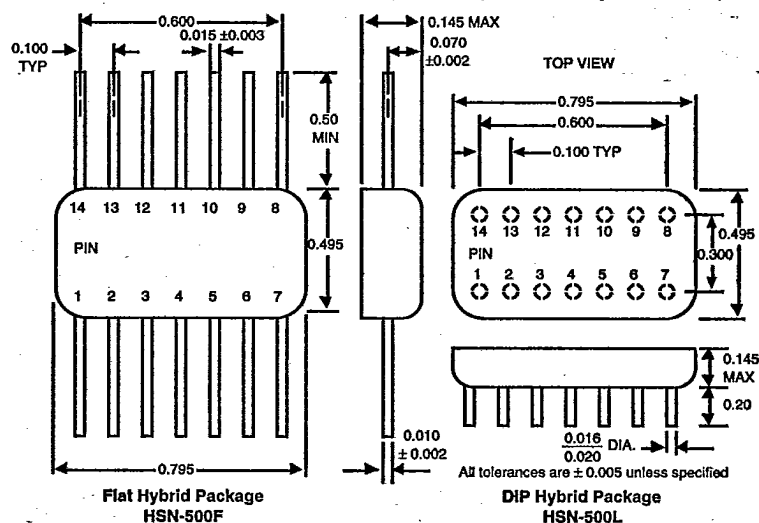 0.600
0.015 ±0.003
0.100
TYP
0.50
MIN
14 13 12 11 10 9 8
PIN
1 2 3 4 5 6 7
0.495
0.795
Flat Hybrid Package
HSN-500F
0.145 MAX
0.070
±0.002
0.010
± 0.002
TOP VIEW
0.795
0.600
0.100 TYP
14 13 12 11 10 9 8
PIN
1 2 3 4 5 6 7
0.300
0.495
0.145
MAX
0.20
0.016
0.020 DIA.
All tolerances are ± 0.005 unless specified
DIP Hybrid Package
HSN-500L